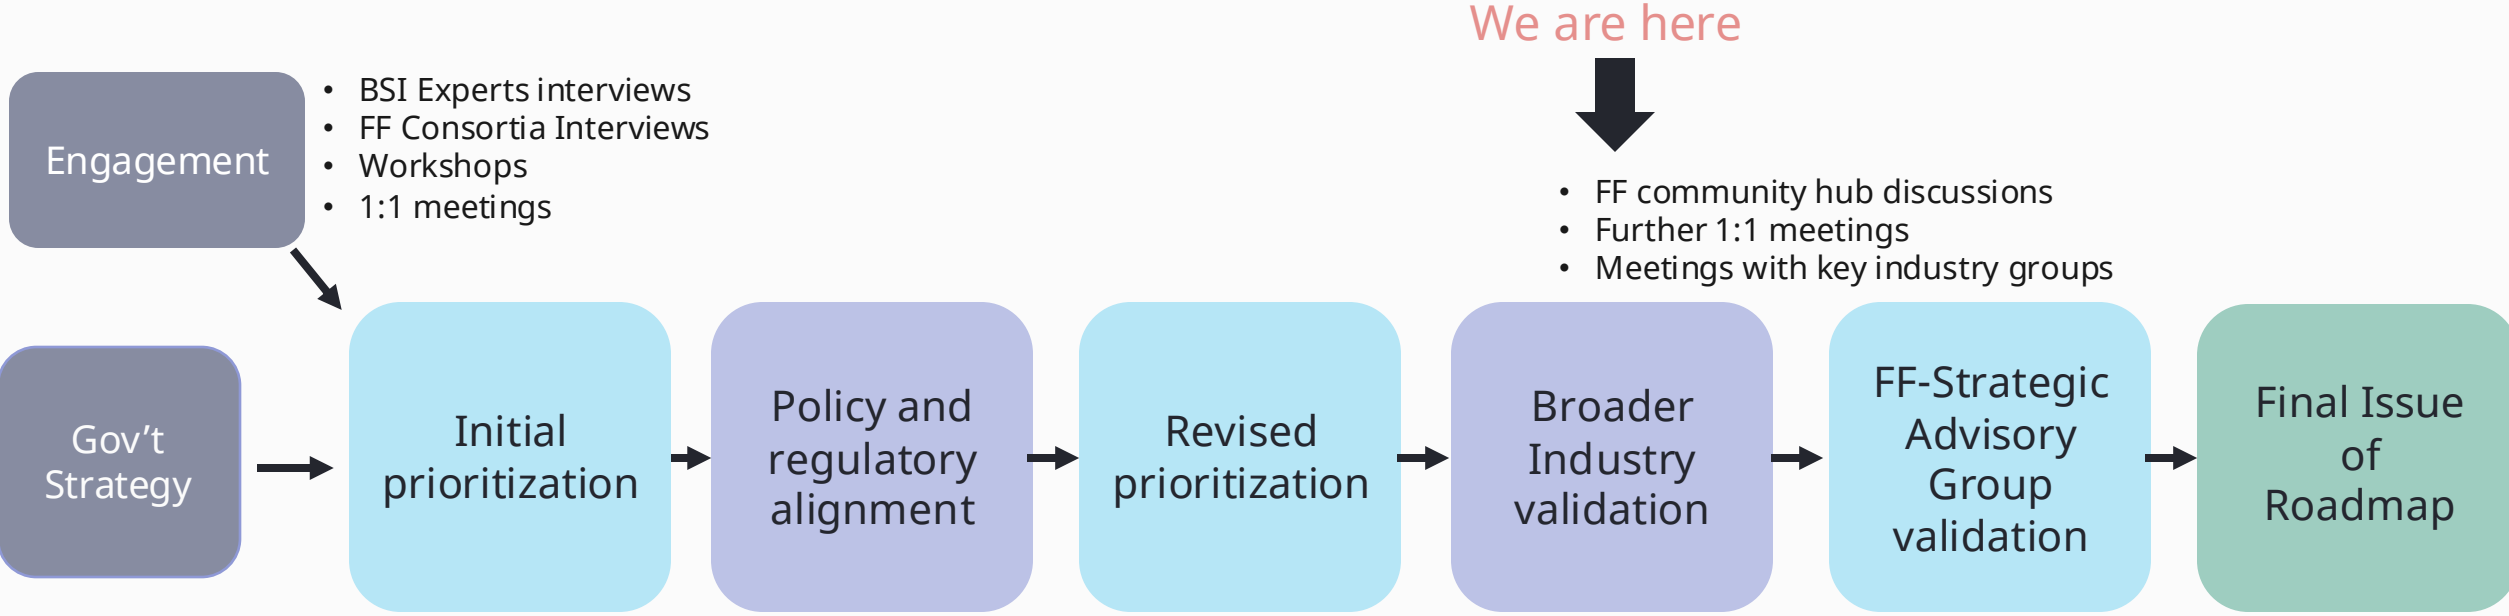 We are here
Engagement
• BSI Experts interviews
• FF Consortia Interviews
• Workshops
• 1:1 meetings
• FF community hub discussions
• Further 1:1 meetings
• Meetings with key industry groups
Gov’t
Strategy
Initial
prioritization
Policy and
regulatory
alignment
Revised
prioritization
Broader
Industry
validation
FF-Strategic
Advisory
Group
validation
Final Issue
of
Roadmap